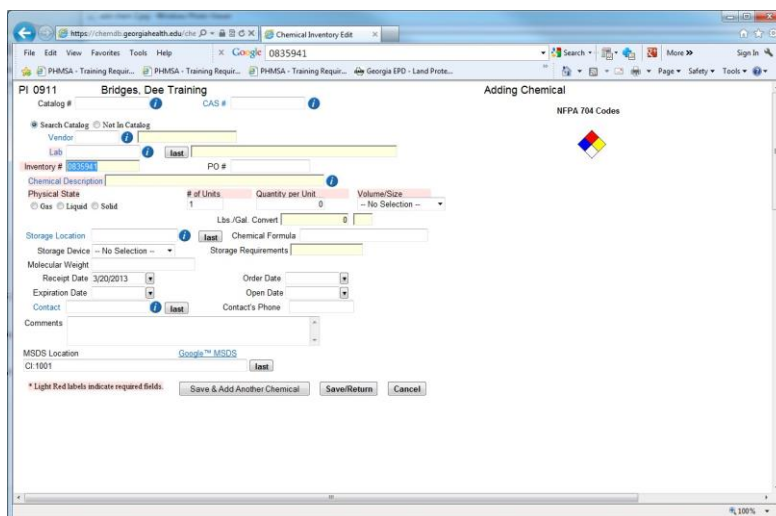 https://chemdb.georgiahealth.edu/che
Chemical Inventory Edit
File Edit View Favorites Tools Help
Google 0835941
Search
More »
Sign In
PHMSA - Training Requir...
PHMSA - Training Requir...
PHMSA - Training Requir...
Georgia EPD - Land Prote...
Page
Safety
Tools
PI 0911 Bridges, Dee Training
Adding Chemical
Catalog # CAS #
NFPA 704 Codes
Search Catalog Not In Catalog
Vendor
Lab last
Inventory # 0835941 PO #
Chemical Description
Physical State # of Units Quantity per Unit Volume/Size
Gas Liquid Solid 1 0 -- No Selection --
Lbs./Gal. Convert 0
Storage Location last Chemical Formula
Storage Device -- No Selection -- Storage Requirements
Molecular Weight
Receipt Date 3/20/2013 Order Date
Expiration Date Open Date
Contact last Contact's Phone
Comments
MSDS Location Google™ MSDS
CI:1001 last
* Light Red labels indicate required fields. Save & Add Another Chemical Save/Return Cancel
100%